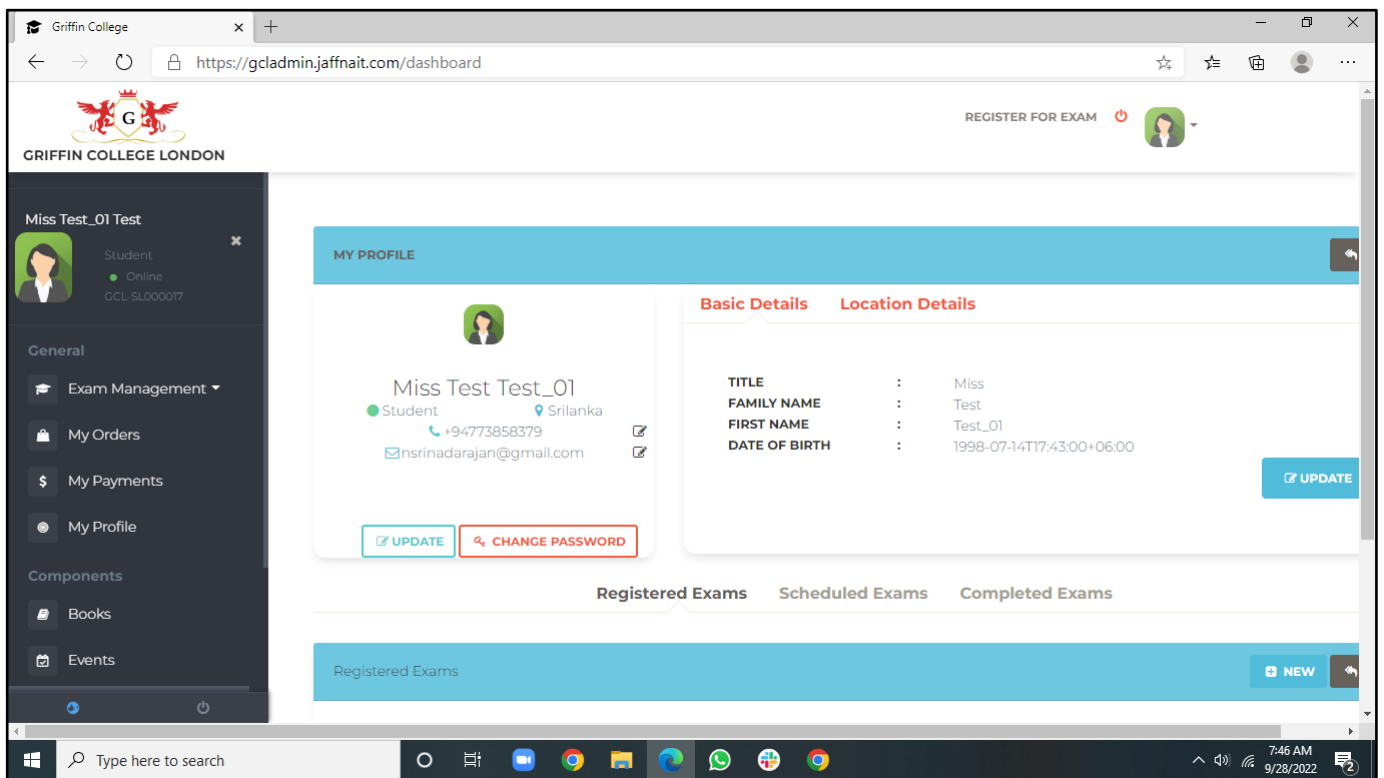 Griffin College
https://gcladmin.jaffnait.com/dashboard
G
GRIFFIN COLLEGE LONDON
REGISTER FOR EXAM
Miss Test_01 Test
Student
Online
GCL-SL000017
General
Exam Management
My Orders
$ My Payments
My Profile
Components
Books
Events
MY PROFILE
Miss Test Test_01
Student Srilanka
+94773858379
nsrinadarajan@gmail.com
UPDATE CHANGE PASSWORD
Basic Details Location Details
TITLE : Miss
FAMILY NAME : Test
FIRST NAME : Test_01
DATE OF BIRTH : 1998-07-14T17:43:00+06:00
UPDATE
Registered Exams Scheduled Exams Completed Exams
Registered Exams
NEW
Type here to search
7:46 AM
9/28/2022
2